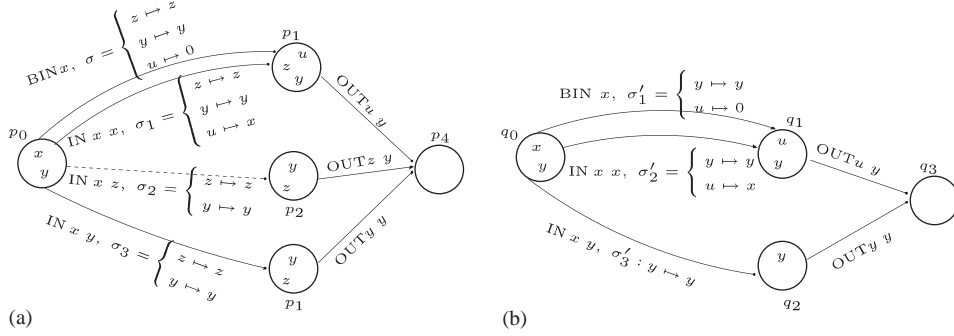 BINx, σ = { z ↦ z
y ↦ y
u ↦ 0
p1
u
z
y
OUTu y
IN x x, σ1 = { z ↦ z
y ↦ y
u ↦ x
p0
x
y
p4
IN x z, σ2 = { z ↦ z
y ↦ y
y
z
p2
OUTz y
IN x y, σ3 = { z ↦ z
y ↦ y
y
z
p1
OUTy y
(a)
BIN x, σ′1 = { y ↦ y
u ↦ 0
q0
x
y
q1
u
y
OUTu y
IN x x, σ′2 = { y ↦ y
u ↦ x
q3
IN x y, σ′3 : y ↦ y
y
q2
OUTy y
(b)